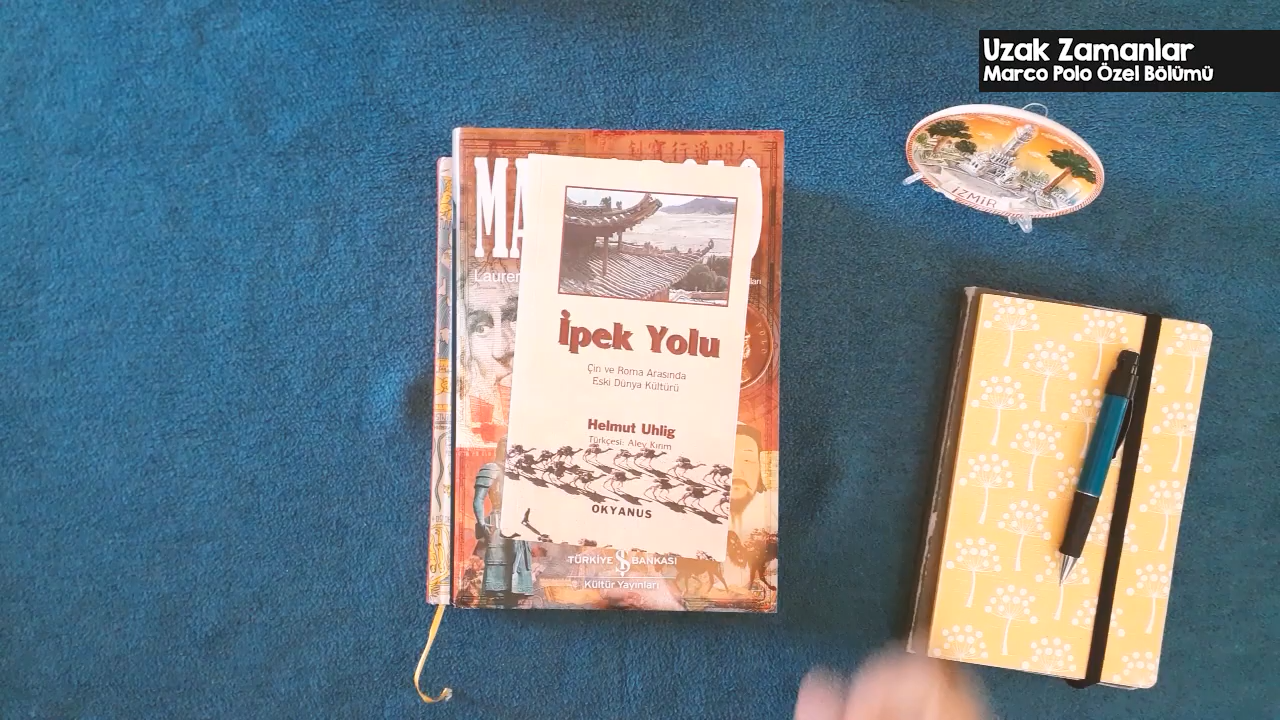 Uzak Zamanlar
Marco Polo Özel Bölümü
İZMİR
İpek Yolu
Çin ve Roma Arasında
Eski Dünya Kültürü
Helmut Uhlig
Türkçesi: Alev Kırım
OKYANUS
TÜRKİYE İŞ BANKASI
Kültür Yayınları